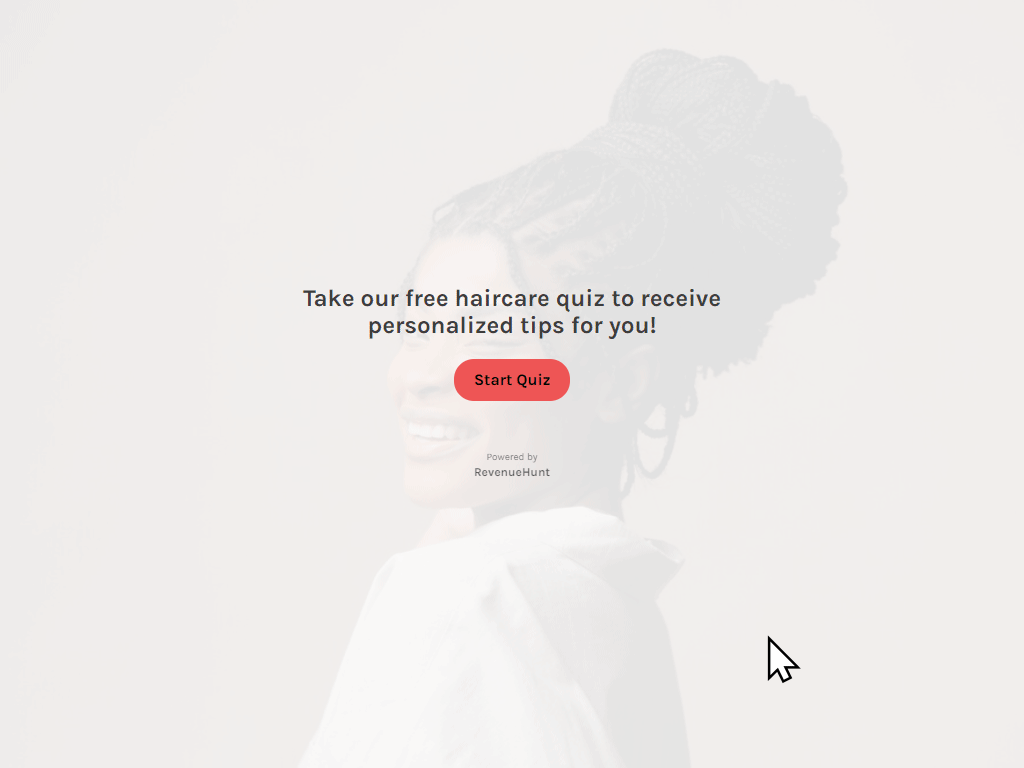 Take our free haircare quiz to receive
personalized tips for you!
Start Quiz
Powered by
RevenueHunt